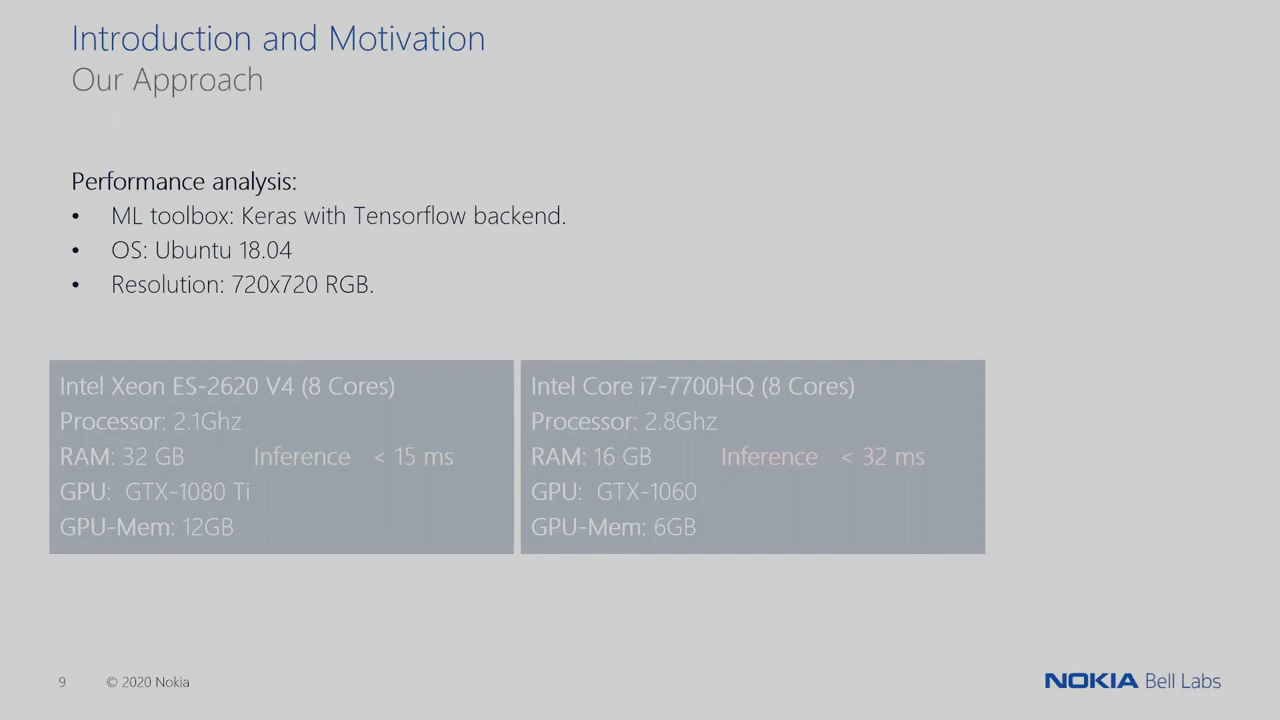 Introduction and Motivation
Our Approach
Performance analysis:
• ML toolbox: Keras with Tensorflow backend.
• OS: Ubuntu 18.04
• Resolution: 720x720 RGB.
Intel Xeon ES-2620 V4 (8 Cores)
Processor: 2.1Ghz
RAM: 32 GB Inference < 15 ms
GPU: GTX-1080 Ti
GPU-Mem: 12GB
Intel Core i7-7700HQ (8 Cores)
Processor: 2.8Ghz
RAM: 16 GB Inference < 32 ms
GPU: GTX-1060
GPU-Mem: 6GB
9 © 2020 Nokia
NOKIA Bell Labs